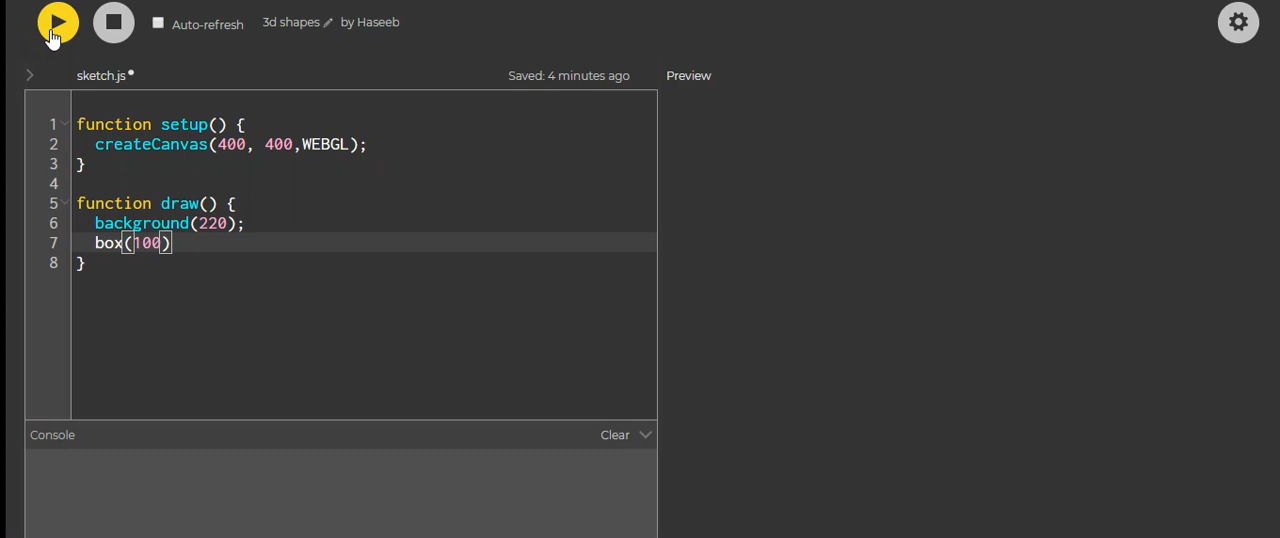 Auto-refresh 3d shapes by Haseeb
sketch.js Saved: 4 minutes ago Preview
1 function setup() {
2 createCanvas(400, 400,WEBGL);
3 }
4
5 function draw() {
6 background(220);
7 box(100)
8 }
Console Clear